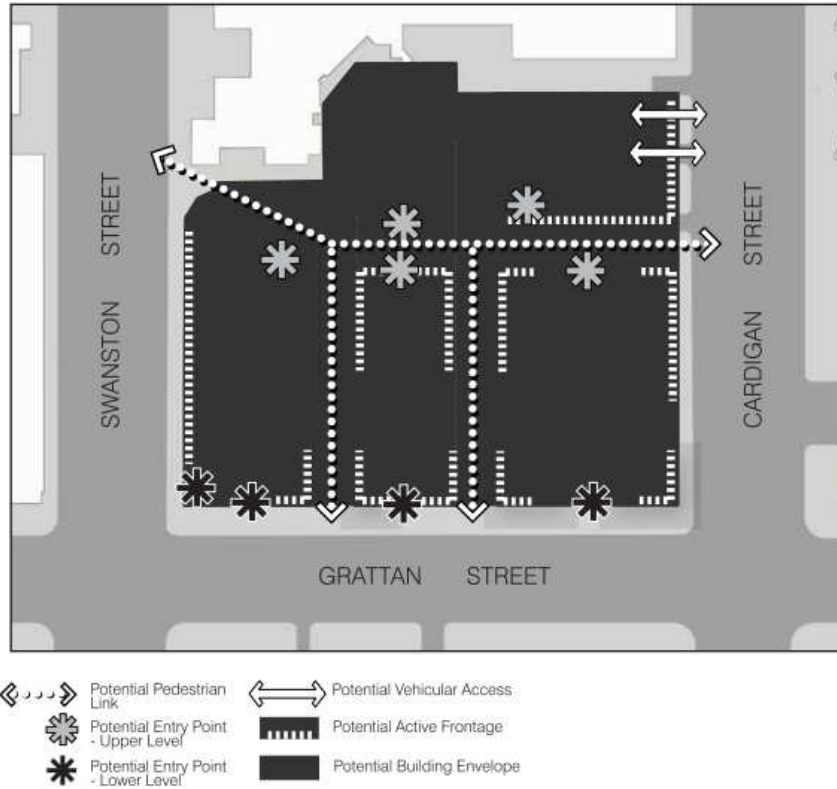 SWANSTON STREET
CARDIGAN STREET
GRATTAN STREET
Potential Pedestrian
Link
Potential Vehicular Access
Potential Entry Point
- Upper Level
Potential Active Frontage
Potential Entry Point
- Lower Level
Potential Building Envelope